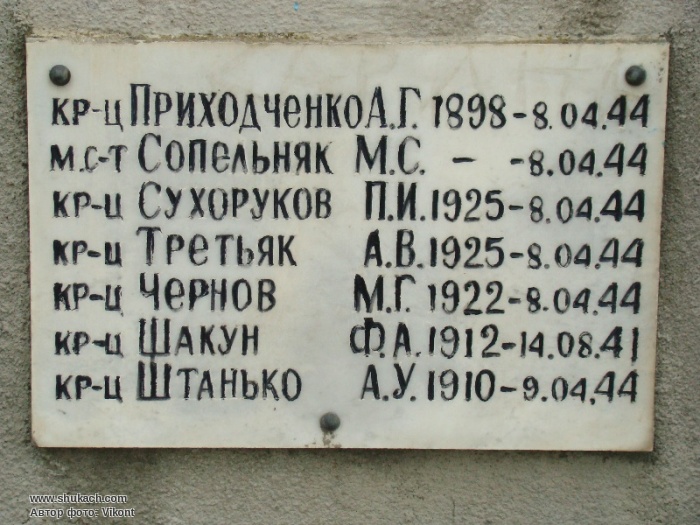 кр-ц Приходченко А.Г. 1898-8.04.44
м.с-т Сопельняк М.С. - -8.04.44
кр-ц Сухоруков П.И. 1925-8.04.44
кр-ц Третьяк А.В. 1925-8.04.44
кр-ц Чернов М.Г. 1922-8.04.44
кр-ц Шакун Ф.А. 1912-14.08.41
кр-ц Штанько А.У. 1910-9.04.44
www.shukach.com
Автор фото: Vikont